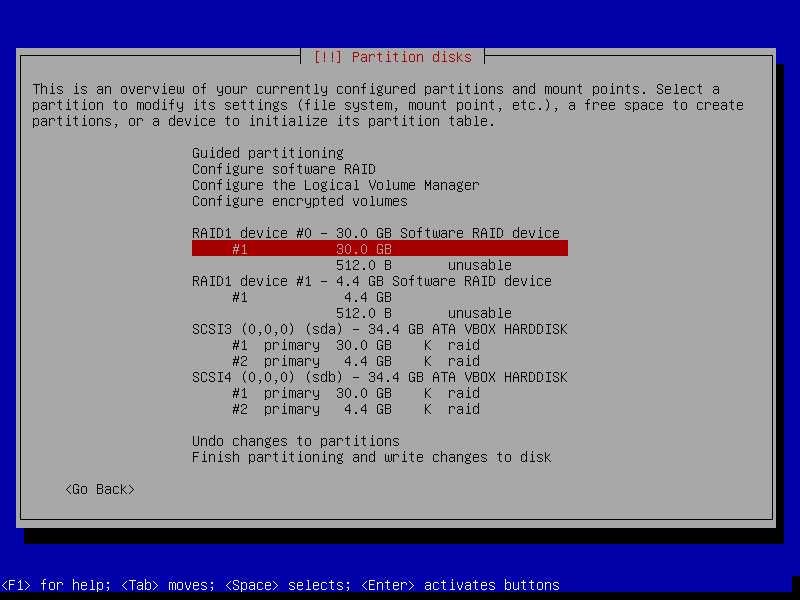 [!!] Partition disks
This is an overview of your currently configured partitions and mount points. Select a
partition to modify its settings (file system, mount point, etc.), a free space to create
partitions, or a device to initialize its partition table.
Guided partitioning
Configure software RAID
Configure the Logical Volume Manager
Configure encrypted volumes
RAID1 device #0 - 30.0 GB Software RAID device
#1 30.0 GB
512.0 B unusable
RAID1 device #1 - 4.4 GB Software RAID device
#1 4.4 GB
512.0 B unusable
SCSI3 (0,0,0) (sda) - 34.4 GB ATA VBOX HARDDISK
#1 primary 30.0 GB K raid
#2 primary 4.4 GB K raid
SCSI4 (0,0,0) (sdb) - 34.4 GB ATA VBOX HARDDISK
#1 primary 30.0 GB K raid
#2 primary 4.4 GB K raid
Undo changes to partitions
Finish partitioning and write changes to disk
<Go Back>
<F1> for help; <Tab> moves; <Space> selects; <Enter> activates buttons